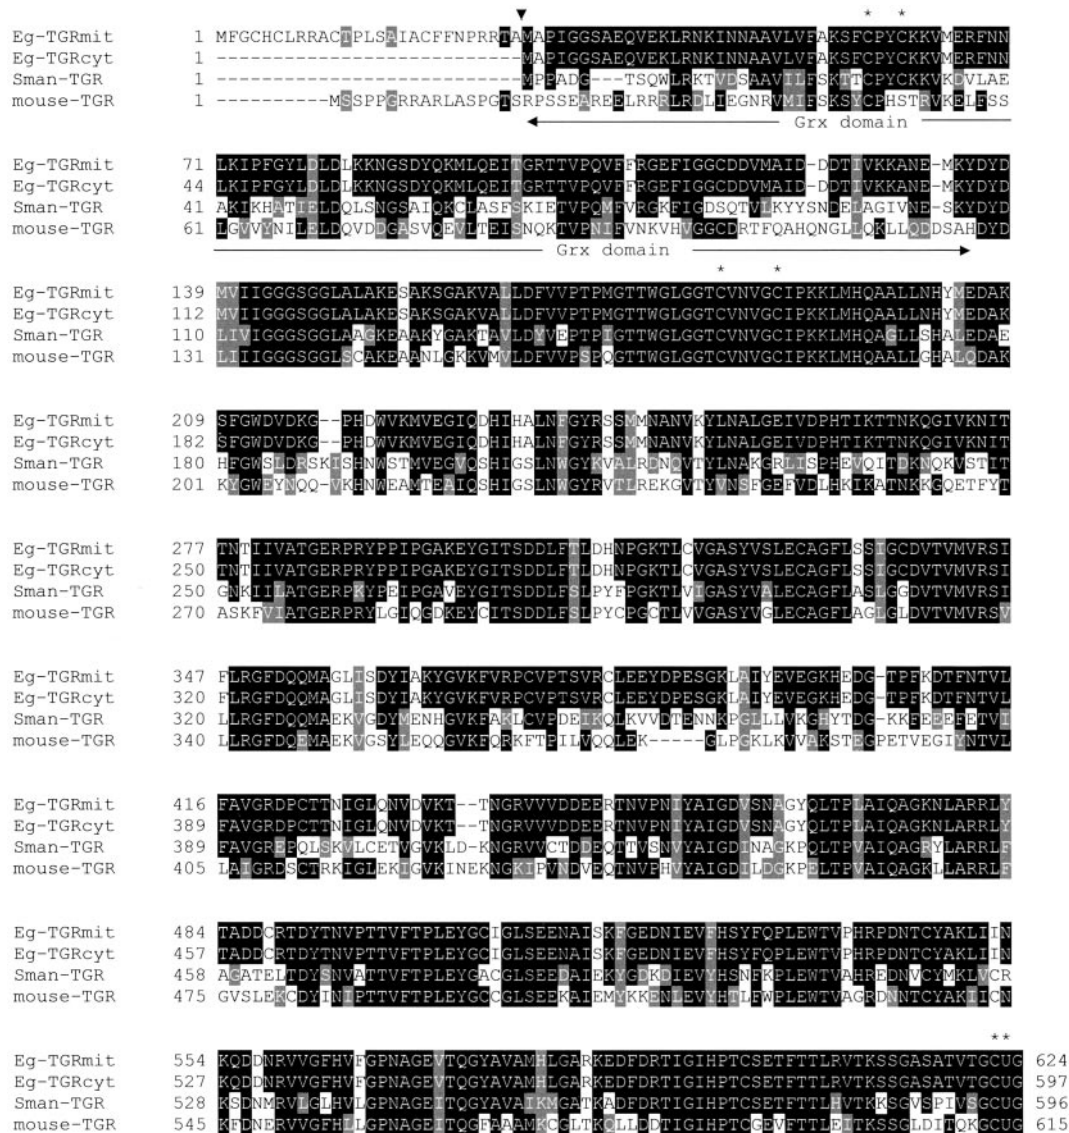 ▼ * *
Eg-TGRmit 1 MFGCHCLRRACTPLSAIACFFNPRRTAMAPIGGSAEQVEKLRNKINNAAVLVFAKSFCPYCKKVMERFNN
Eg-TGRcyt 1 ---------------------------MAPIGGSAEQVEKLRNKINNAAVLVFAKSFCPYCKKVMERFNN
Sman-TGR 1 ---------------------------MPPADG---TSQWLRKTVDSAAVILFSKTTCPYCKKVKDVLAE
mouse-TGR 1 ----------MSSPPGRRARLASPGTSRPSSEAREELRRRLRDLIEGNRVMIFSKSYCPHSTRVKELFSS
Grx domain
Eg-TGRmit 71 LKIPFGYLDLDLKKNGSDYQKMLQEITGRTTVPQVFFRGEFIGGCDDVMAID-DDTIVKKANE-MKYDYD
Eg-TGRcyt 44 LKIPFGYLDLDLKKNGSDYQKMLQEITGRTTVPQVFFRGEFIGGCDDVMAID-DDTIVKKANE-MKYDYD
Sman-TGR 41 AKIKHATIELDQLSNGSAIQKCLASFSKIETVPQMFVRGKFIGDSQTVLKYYSNDELAGIVNE-SKYDYD
mouse-TGR 61 LGVVYNILELDQVDDGASVQEVLTEISNQKTVPNIFVNKVHVGGCDRTFQAHQNGLLQKLLQDDSAHDYD
Grx domain
* *
Eg-TGRmit 139 MVIIGGGSGGLALAKESAKSGAKVALLDFVVPTPMGTTWGLGGTCVNVGCIPKKLMHQAALLNHYMEDAK
Eg-TGRcyt 112 MVIIGGGSGGLALAKESAKSGAKVALLDFVVPTPMGTTWGLGGTCVNVGCIPKKLMHQAALLNHYMEDAK
Sman-TGR 110 LIVIGGGSGGLAAGKEAAKYGAKTAVLDYVEPTPIGTTWGLGGTCVNVGCIPKKLMHQAGLLSHALEDAE
mouse-TGR 131 LIIIGGGSGGLSCAKEAANLGKKVMVLDFVVPSPQGTTWGLGGTCVNVGCIPKKLMHQAALLGHALQDAK
Eg-TGRmit 209 SFGWDVDKG--PHDWVKMVEGIQDHIHALNFGYRSSMMNANVKYLNALGEIVDPHTIKTTNKQGIVKNIT
Eg-TGRcyt 182 SFGWDVDKG--PHDWVKMVEGIQDHIHALNFGYRSSMMNANVKYLNALGEIVDPHTIKTTNKQGIVKNIT
Sman-TGR 180 HFGWSLDRSKISHNWSTMVEGVQSHIGSLNWGYKVALRDNQVTYLNAKGRLISPHEVQITDKNQKVSTIT
mouse-TGR 201 KYGWEYNQQ-VKHNWEAMTEAIQSHIGSLNWGYRVTLREKGVTYVNSFGEFVDLHKIKATNKKGQETFYT
Eg-TGRmit 277 TNTIIVATGERPRYPPIPGAKEYGITSDDLFTLDHNPGKTLCVGASYVSLECAGFLSSIGCDVTVMVRSI
Eg-TGRcyt 250 TNTIIVATGERPRYPPIPGAKEYGITSDDLFTLDHNPGKTLCVGASYVSLECAGFLSSIGCDVTVMVRSI
Sman-TGR 250 GNKIILATGERPKYPEIPGAVEYGITSDDLFSLPYFPGKTLVIGASYVALECAGFLASLGGDVTVMVRSI
mouse-TGR 270 ASKFVIATGERPRYLGIQGDKEYCITSDDLFSLPYCPGCTLVVGASYVGLECAGFLAGLGLDVTVMVRSV
Eg-TGRmit 347 FLRGFDQQMAGLISDYIAKYGVKFVRPCVPTSVRCLEEYDPESGKLAIYEVEGKHEDG-TPFKDTFNTVL
Eg-TGRcyt 320 FLRGFDQQMAGLISDYIAKYGVKFVRPCVPTSVRCLEEYDPESGKLAIYEVEGKHEDG-TPFKDTFNTVL
Sman-TGR 320 LLRGFDQQMAEKVGDYMENHGVKFAKLCVPDEIKQLKVVDTENNKPGLLLVKGHYTDG-KKFEEEFETVI
mouse-TGR 340 LLRGFDQEMAEKVGSYLEQQGVKFQRKFTPILVQQLEK-----GLPGKLKVVAKSTEGPETVEGIYNTVL
Eg-TGRmit 416 FAVGRDPCTTNIGLQNVDVKT--TNGRVVVDDEERTNVPNIYAIGDVSNAGYQLTPLAIQAGKNLARRLY
Eg-TGRcyt 389 FAVGRDPCTTNIGLQNVDVKT--TNGRVVVDDEERTNVPNIYAIGDVSNAGYQLTPLAIQAGKNLARRLY
Sman-TGR 389 FAVGREPQLSKVLCETVGVKLD-KNGRVVCTDDEQTTVSNVYAIGDINAGKPQLTPVAIQAGRYLARRLF
mouse-TGR 405 LAIGRDSCTRKIGLEKIGVKINEKNGKIPVNDVEQTNVPHVYAIGDILDGKPELTPVAIQAGKLLARRLF
Eg-TGRmit 484 TADDCRTDYTNVPTTVFTPLEYGCIGLSEENAISKFGEDNIEVFHSYFQPLEWTVPHRPDNTCYAKLIIN
Eg-TGRcyt 457 TADDCRTDYTNVPTTVFTPLEYGCIGLSEENAISKFGEDNIEVFHSYFQPLEWTVPHRPDNTCYAKLIIN
Sman-TGR 458 AGATELTDYSNVATTVFTPLEYGACGLSEEDAIEKYGDKDIEVYHSNFKPLEWTVAHREDNVCYMKLVCR
mouse-TGR 475 GVSLEKCDYINIPTTVFTPLEYGCCGLSEEKAIEMYKKENLEVYHTLFWPLEWTVAGRDNNTCYAKIICN
**
Eg-TGRmit 554 KQDDNRVVGFHVFGPNAGEVTQGYAVAMHLGARKEDFDRTIGIHPTCSETFTTLRVTKSSGASATVTGCUG 624
Eg-TGRcyt 527 KQDDNRVVGFHVFGPNAGEVTQGYAVAMHLGARKEDFDRTIGIHPTCSETFTTLRVTKSSGASATVTGCUG 597
Sman-TGR 528 KSDNMRVLGLHVLGPNAGEITQGYAVAIKMGATKADFDRTIGIHPTCSETFTTLHVTKKSGVSPIVSGCUG 596
mouse-TGR 545 KFDNERVVGFHLLGPNAGEITQGFAAAMKCGLTKQLLDDTIGIHPTCGEVFTTLEITKSSGLDITQKGCUG 615